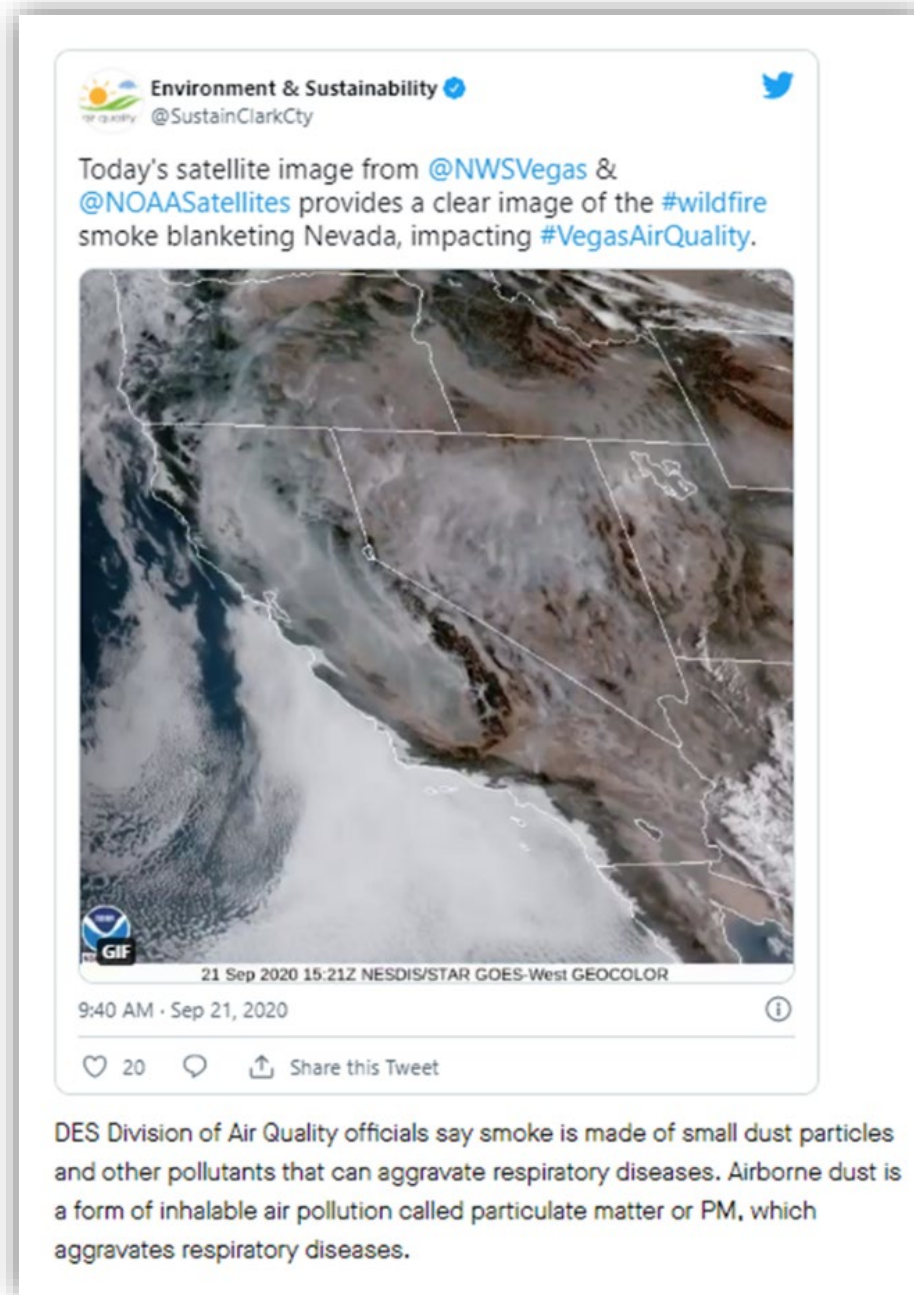 Environment & Sustainability
@SustainClarkCty
air quality
Today's satellite image from @NWSVegas &
@NOAASatellites provides a clear image of the #wildfire
smoke blanketing Nevada, impacting #VegasAirQuality.
GIF
21 Sep 2020 15:21Z NESDIS/STAR GOES-West GEOCOLOR
9:40 AM · Sep 21, 2020
20
Share this Tweet
DES Division of Air Quality officials say smoke is made of small dust particles
and other pollutants that can aggravate respiratory diseases. Airborne dust is
a form of inhalable air pollution called particulate matter or PM, which
aggravates respiratory diseases.